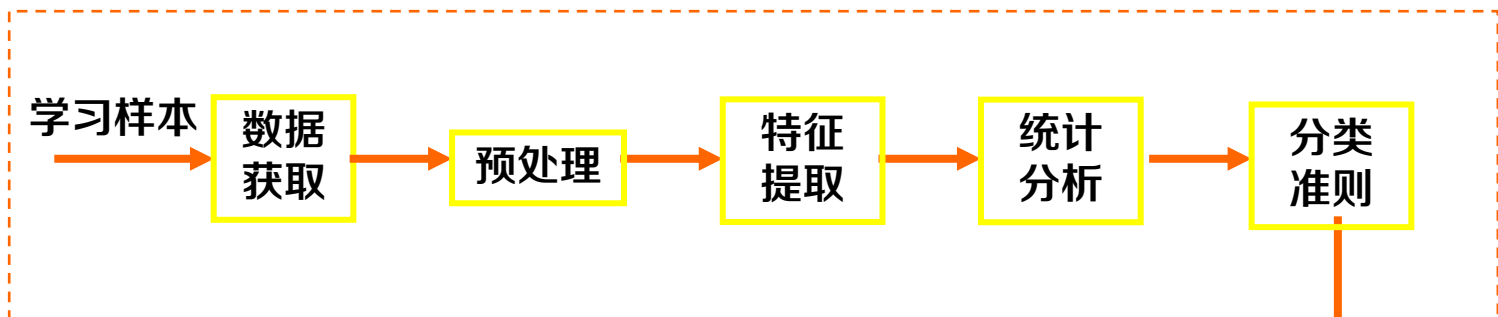 学习样本
数据
获取
预处理
特征
提取
统计
分析
分类
准则